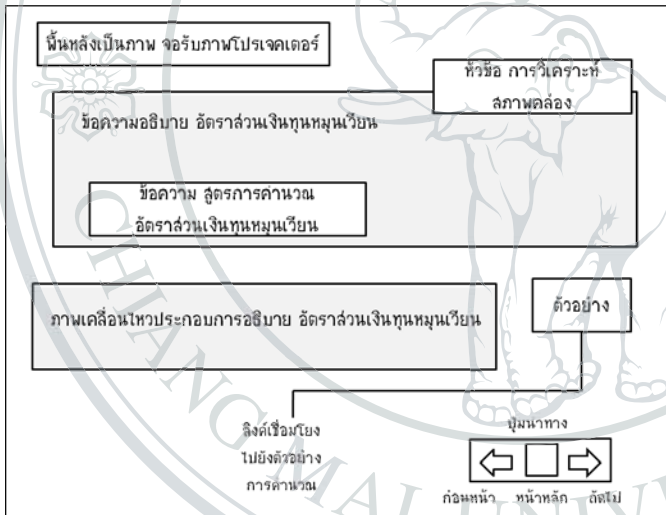 พื้นหลังเป็นภาพ จอรับภาพโปรเจคเตอร์
หัวข้อ การวิเคราะห์
สภาพคล่อง
ข้อความอธิบาย อัตราส่วนเงินทุนหมุนเวียน
ข้อความ สูตรการคำนวณ
อัตราส่วนเงินทุนหมุนเวียน
ภาพเคลื่อนไหวประกอบการอธิบาย อัตราส่วนเงินทุนหมุนเวียน
ตัวอย่าง
ลิงค์เชื่อมโยง
ไปยังตัวอย่าง
การคำนวณ
ปุ่มนำทาง
ก่อนหน้า หน้าหลัก ถัดไป
CHIANG MAI UNIV